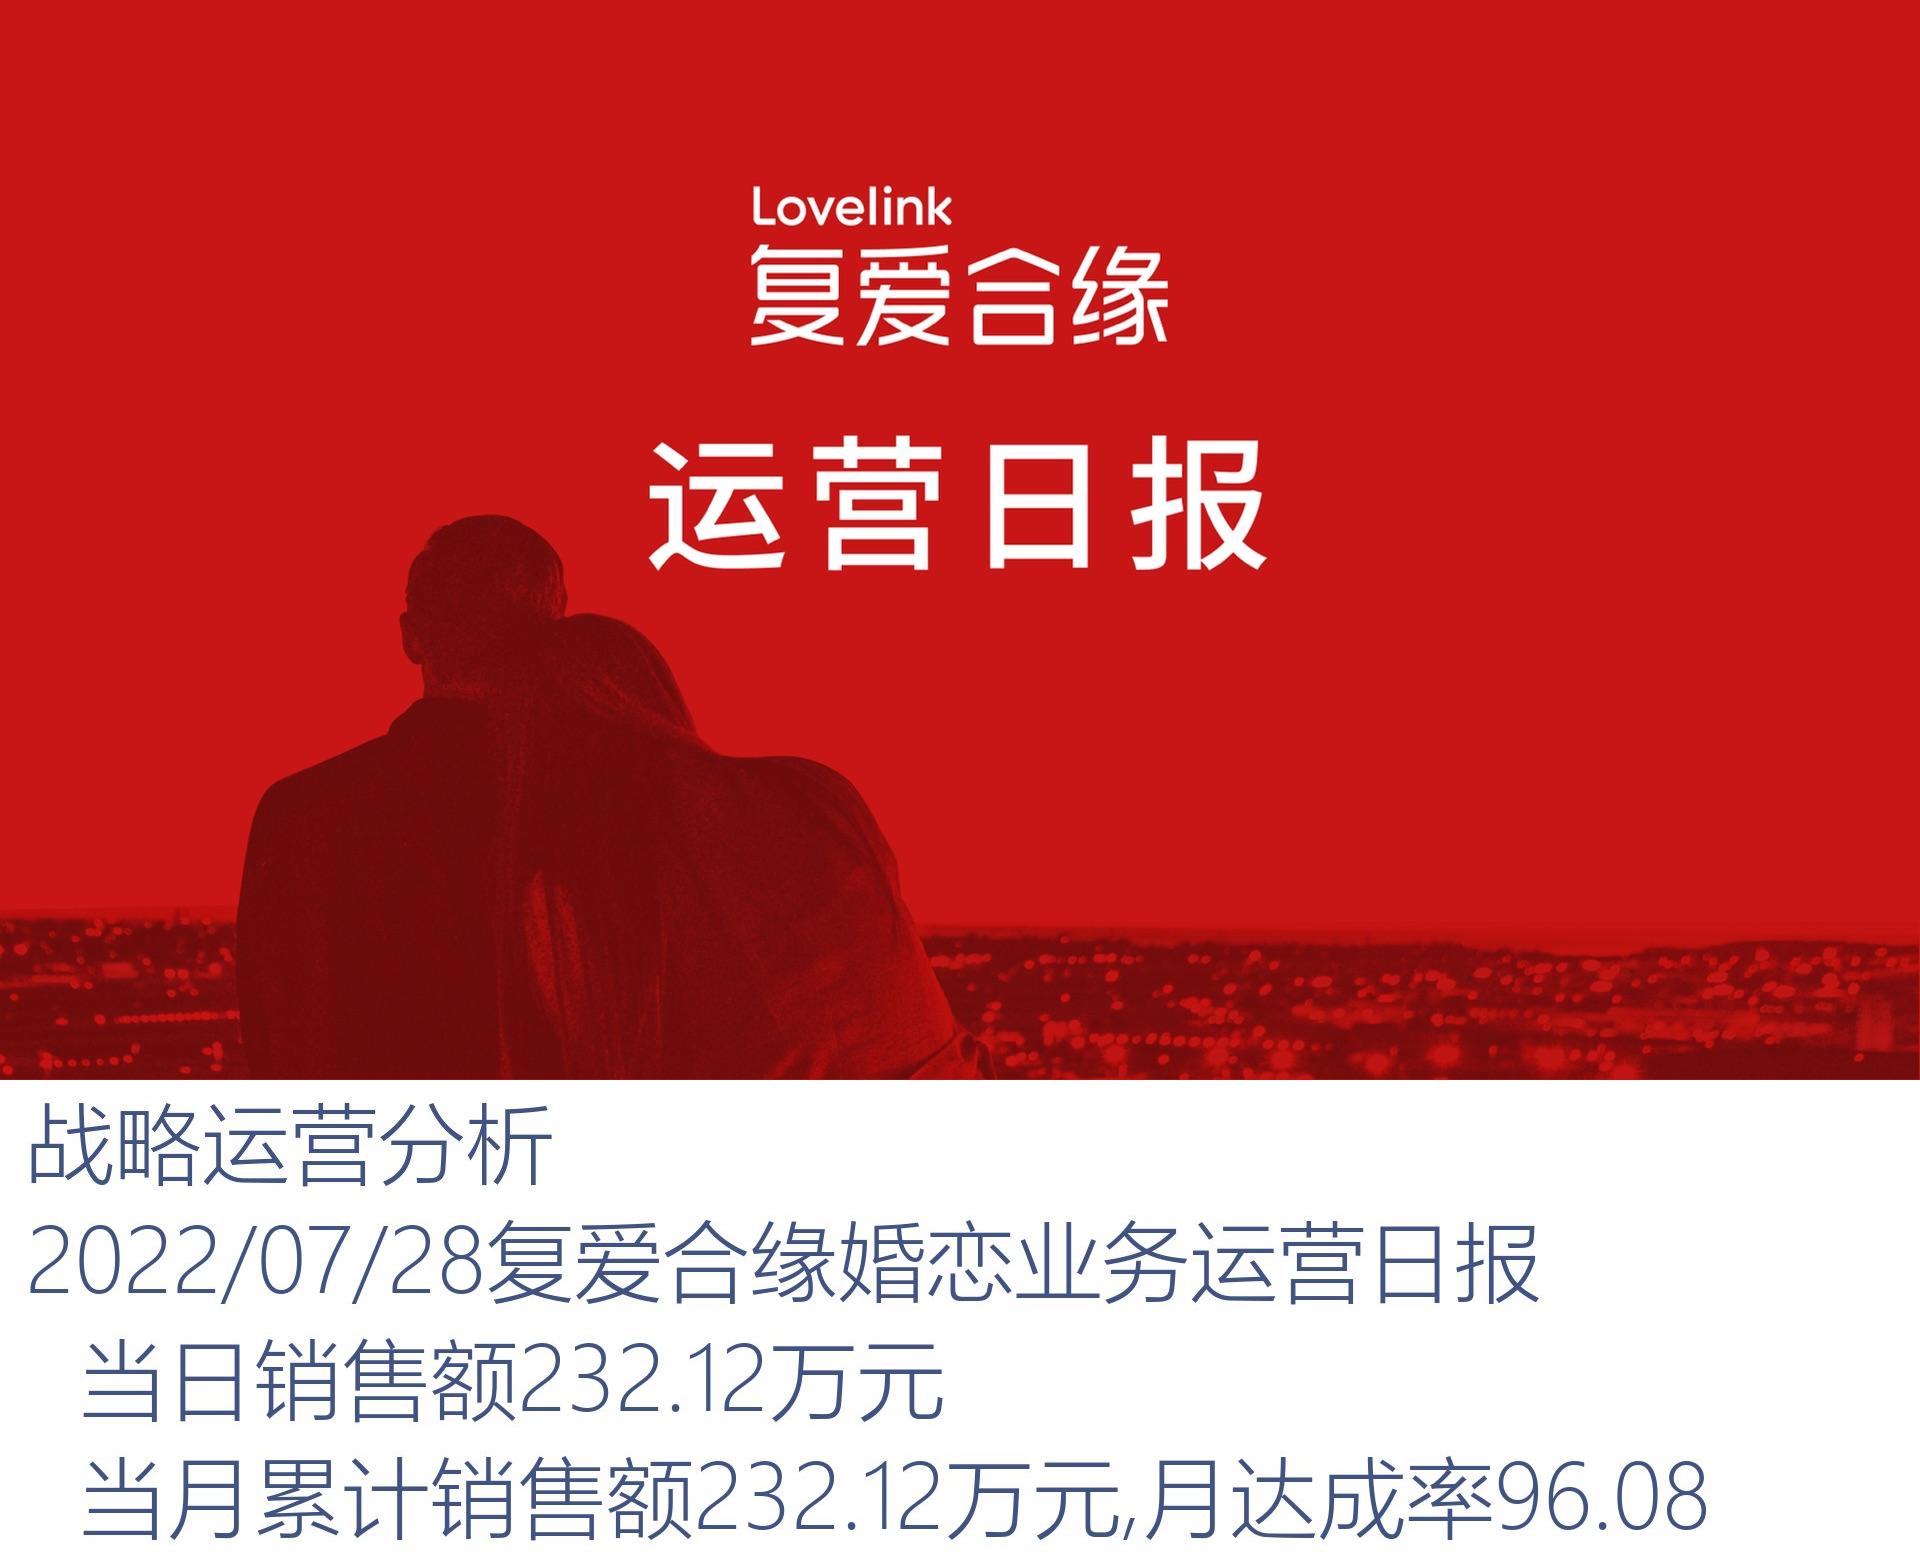 Lovelink
复爱合缘
运营日报
战略运营分析
2022/07/28复爱合缘婚恋业务运营日报
当日销售额232.12万元
当月累计销售额232.12万元,月达成率96.08